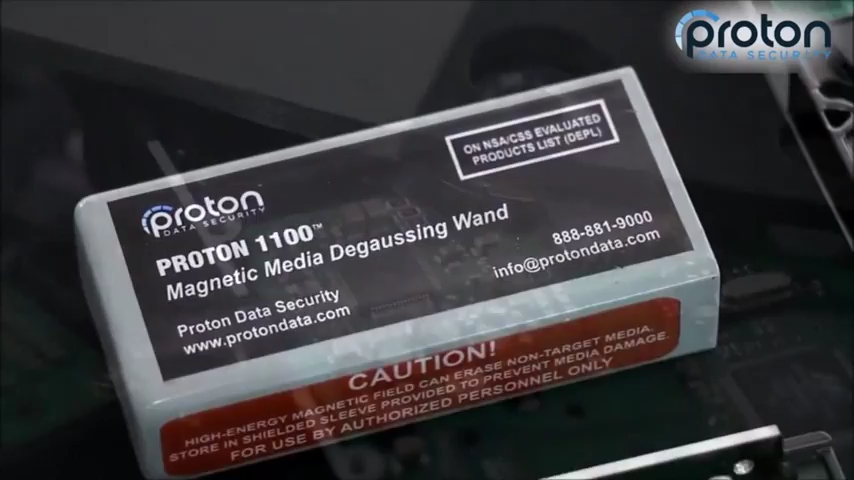 proton
DATA SECURITY
ON NSA/CSS EVALUATED
PRODUCTS LIST (DEPL)
proton
DATA SECURITY
PROTON 1100™
Magnetic Media Degaussing Wand
888-881-9000
Proton Data Security
info@protondata.com
www.protondata.com
CAUTION!
HIGH-ENERGY MAGNETIC FIELD CAN ERASE NON-TARGET MEDIA.
STORE IN SHIELDED SLEEVE PROVIDED TO PREVENT MEDIA DAMAGE.
FOR USE BY AUTHORIZED PERSONNEL ONLY